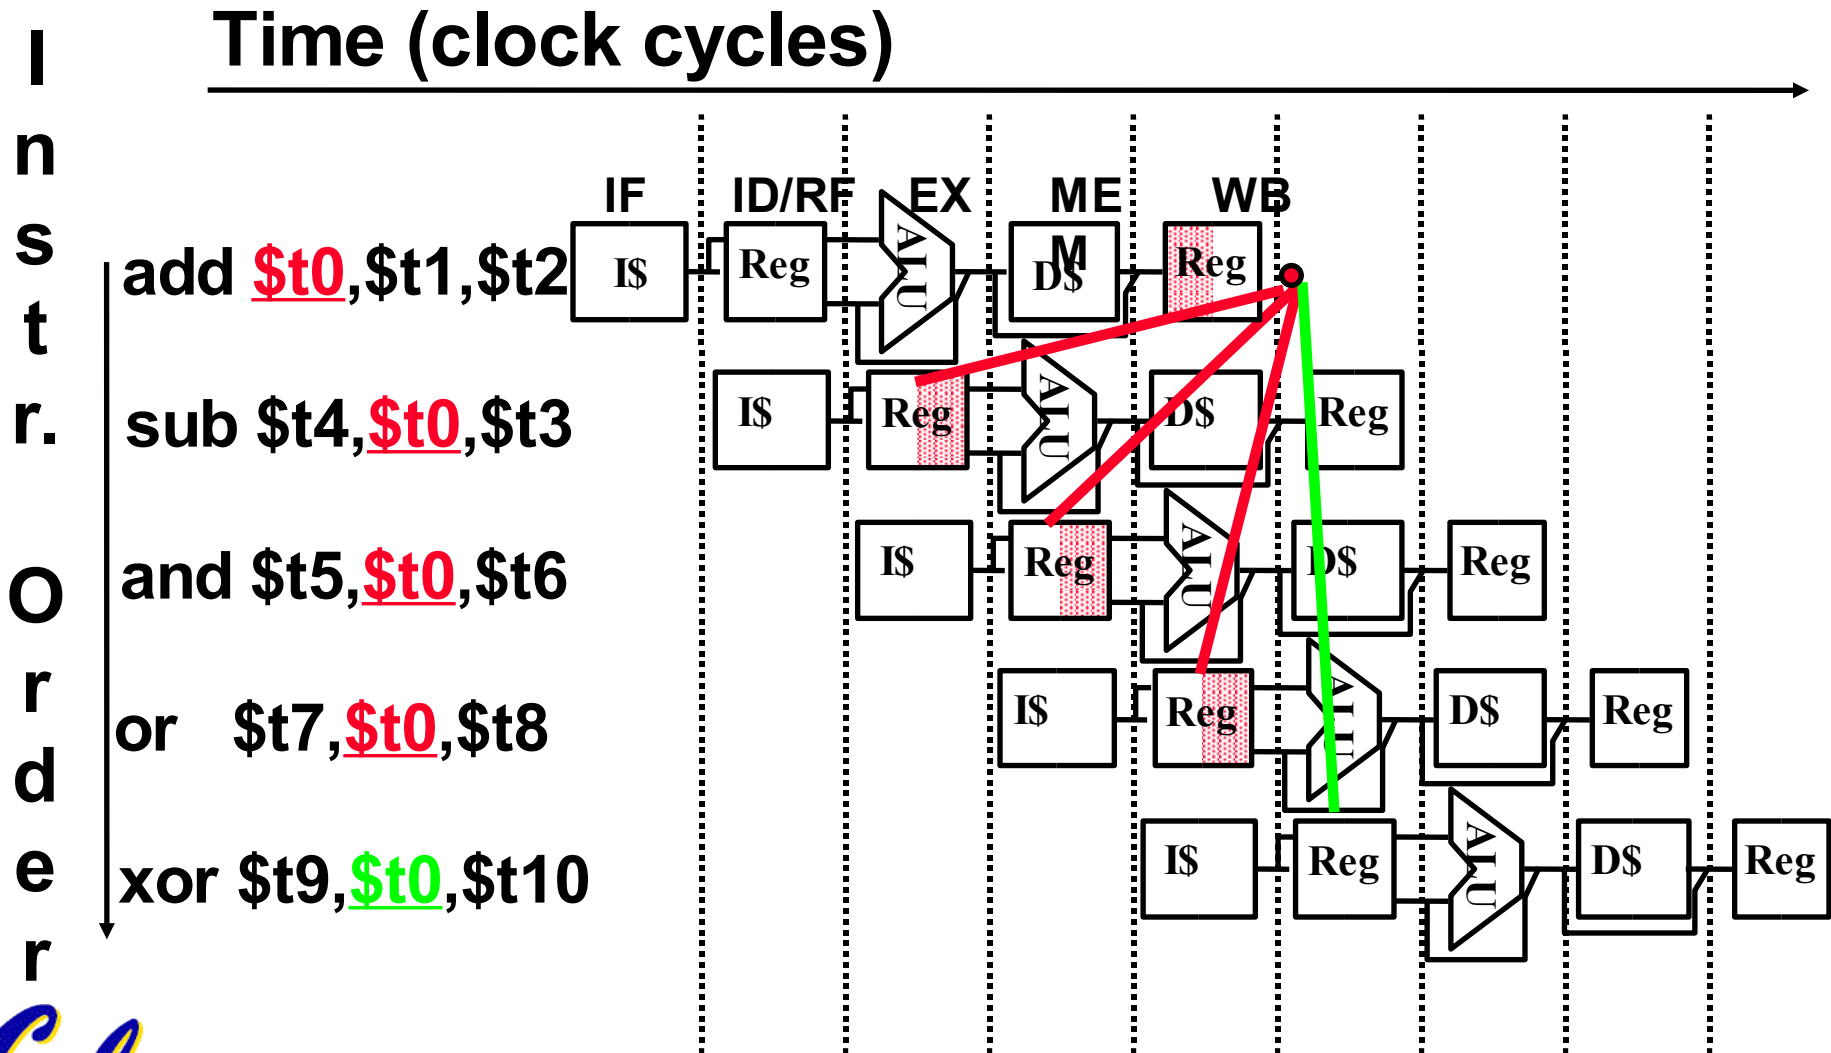 Time (clock cycles)
Instr. Order
IF ID/RF EX MEM WB
add $t0,$t1,$t2 I$ Reg ALU D$ Reg
sub $t4,$t0,$t3 I$ Reg ALU D$ Reg
and $t5,$t0,$t6 I$ Reg ALU D$ Reg
or $t7,$t0,$t8 I$ Reg ALU D$ Reg
xor $t9,$t0,$t10 I$ Reg ALU D$ Reg